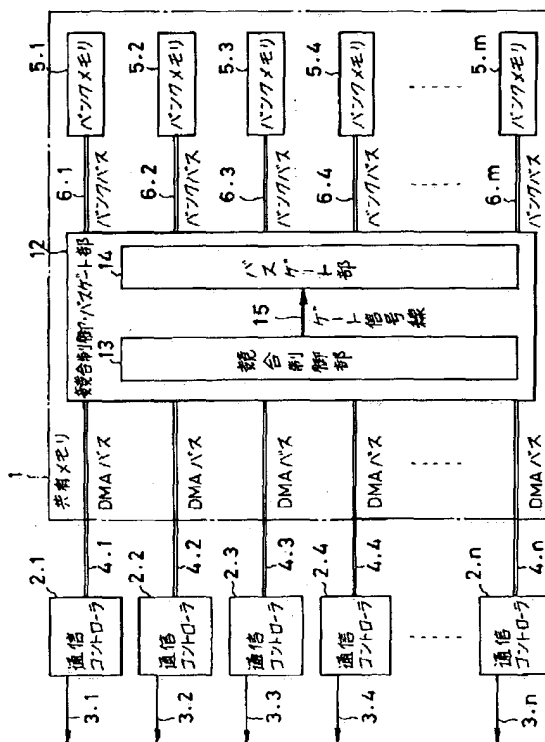 1
共有メモリ
12
競合制御・バスゲート部
2.1
通信
コントローラ
3.1
4.1
DMAバス
6.1
バンクバス
5.1
バンクメモリ
2.2
通信
コントローラ
3.2
4.2
DMAバス
6.2
バンクバス
5.2
バンクメモリ
2.3
通信
コントローラ
3.3
4.3
DMAバス
6.3
バンクバス
5.3
バンクメモリ
2.4
通信
コントローラ
3.4
4.4
DMAバス
6.4
バンクバス
5.4
バンクメモリ
13
競合制御部
15
ゲート信号線
14
バスゲート部
2.n
通信
コントローラ
3.n
4.n
DMAバス
6.m
バンクバス
5.m
バンクメモリ